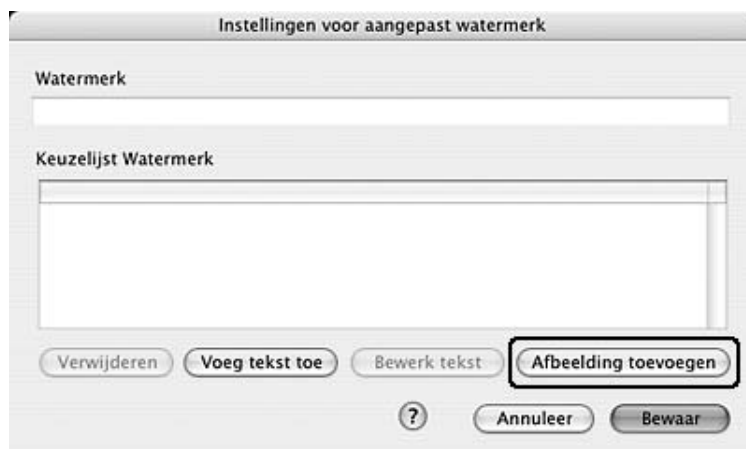 Instellingen voor aangepast watermerk
Watermerk
Keuzelijst Watermerk
Verwijderen Voeg tekst toe Bewerk tekst Afbeelding toevoegen
? Annuleer Bewaar